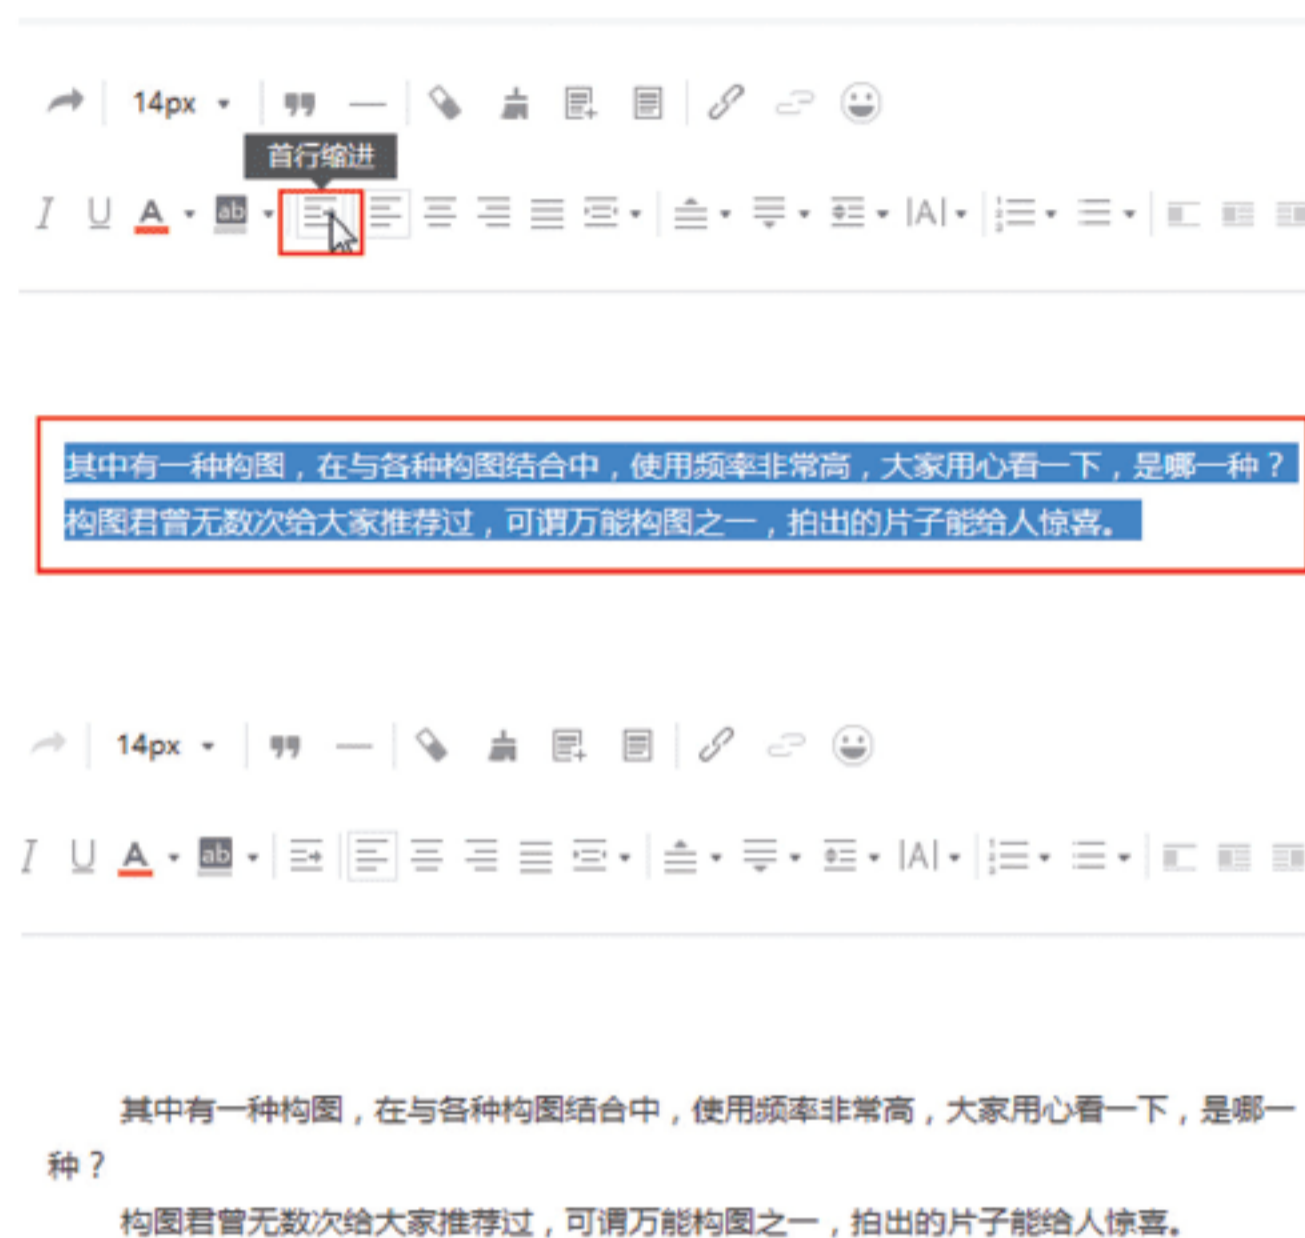 14px
首行缩进
I U A ab |A|
其中有一种构图，在与各种构图结合中，使用频率非常高，大家用心看一下，是哪一种？
构图君曾无数次给大家推荐过，可谓万能构图之一，拍出的片子能给人惊喜。
14px
I U A ab |A|
其中有一种构图，在与各种构图结合中，使用频率非常高，大家用心看一下，是哪一
种？
构图君曾无数次给大家推荐过，可谓万能构图之一，拍出的片子能给人惊喜。